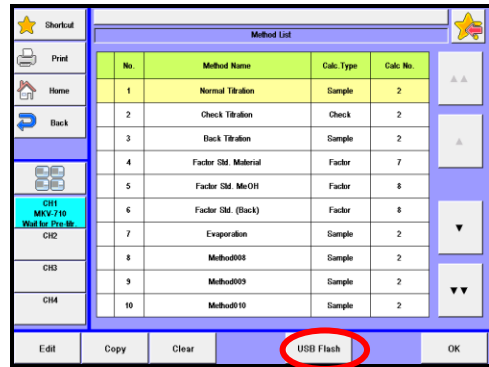 Shortcut
Method List
Print
Home
Back
No. Method Name Calc.Type Calc No.
1 Normal Titration Sample 2
2 Check Titration Check 2
3 Back Titration Sample 2
4 Factor Std. Material Factor 7
5 Factor Std. MeOH Factor 8
6 Factor Std. (Back) Factor 8
7 Evaporation Sample 2
8 Method008 Sample 2
9 Method009 Sample 2
10 Method010 Sample 2
CH1
MKV-710
Wait for Pre-titr.
CH2
CH3
CH4
Edit Copy Clear USB Flash OK